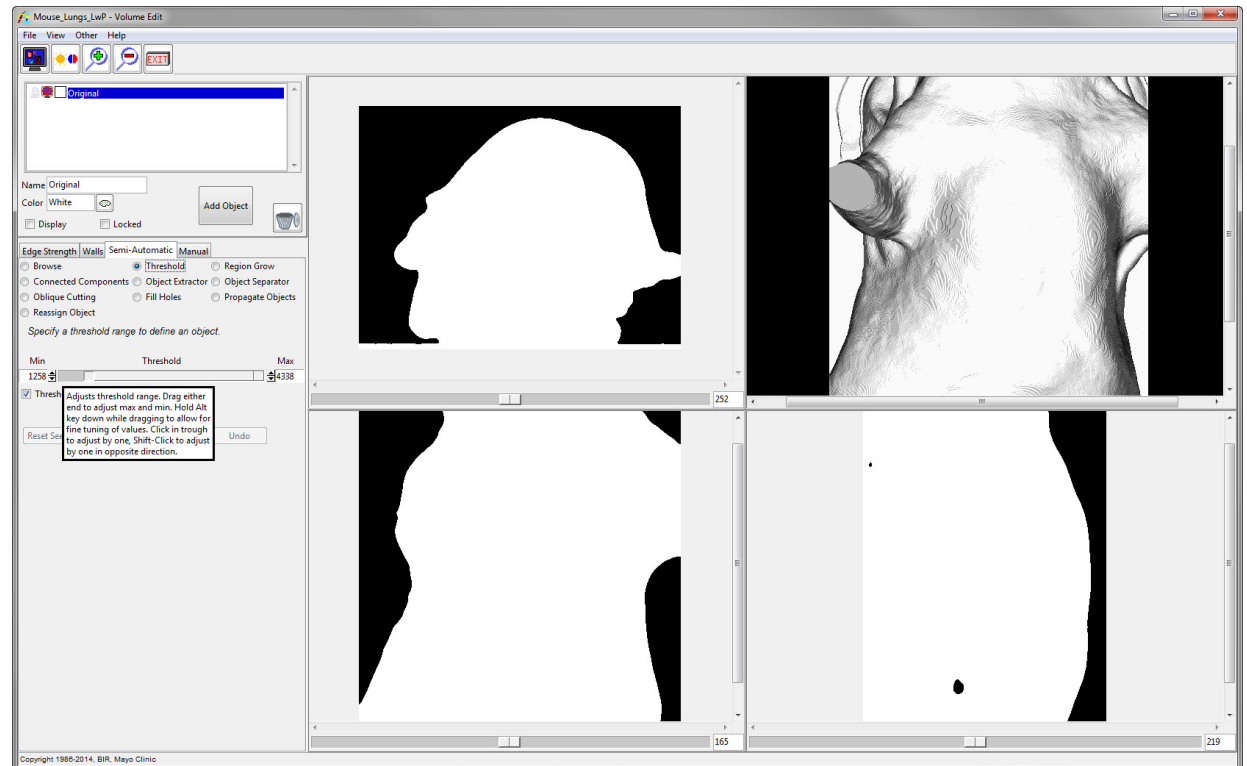 Mouse_Lungs_LwP - Volume Edit
File View Other Help
EXIT
Original
Name Original
Color White
Add Object
Display Locked
Edge Strength Walls Semi-Automatic Manual
Browse Threshold Region Grow
Connected Components Object Extractor Object Separator
Oblique Cutting Fill Holes Propagate Objects
Reassign Object
Specify a threshold range to define an object.
Min Threshold Max
1258 4338
Thresh
Adjusts threshold range. Drag either
end to adjust max and min. Hold Alt
key down while dragging to allow for
fine tuning of values. Click in trough
to adjust by one, Shift-Click to adjust
by one in opposite direction.
Reset See Undo
252
165
219
Copyright 1986-2014, BIR, Mayo Clinic